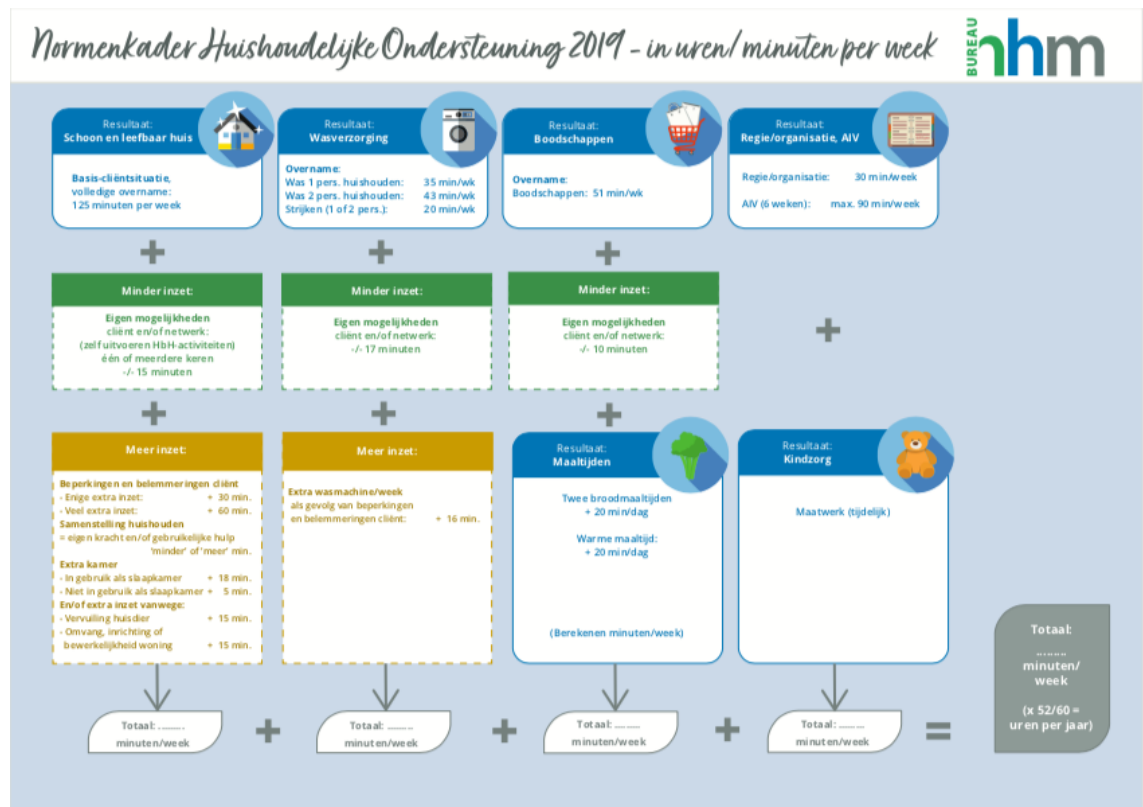 Normenkader Huishoudelijke Ondersteuning 2019 - in uren/minuten per week
BUREAU
nhm
Resultaat:
Schoon en leefbaar huis
Basis-cliëntsituatie,
volledige overname:
125 minuten per week
Resultaat:
Wasverzorging
Overname:
Was 1 pers. huishouden: 35 min/wk
Was 2 pers. huishouden: 43 min/wk
Strijken (1 of 2 pers.): 20 min/wk
Resultaat:
Boodschappen
Overname:
Boodschappen: 51 min/wk
Resultaat:
Regie/organisatie, AIV
Regie/organisatie: 30 min/week
AIV (6 weken): max. 90 min/week
+
+
+
Minder inzet:
Eigen mogelijkheden
cliënt en/of netwerk:
(zelf uitvoeren HbH-activiteiten)
één of meerdere keren
-/- 15 minuten
Minder inzet:
Eigen mogelijkheden
cliënt en/of netwerk:
-/- 17 minuten
Minder inzet:
Eigen mogelijkheden
cliënt en/of netwerk:
-/- 10 minuten
+
+
+
+
Meer inzet:
Beperkingen en belemmeringen cliënt
- Enige extra inzet: + 30 min.
- Veel extra inzet: + 60 min.
Samenstelling huishouden
= eigen kracht en/of gebruikelijke hulp
'minder' of 'meer' min.
Extra kamer
- In gebruik als slaapkamer + 18 min.
- Niet in gebruik als slaapkamer + 5 min.
En/of extra inzet vanwege:
- Vervuiling huisdier + 15 min.
- Omvang, inrichting of
bewerkelijkheid woning + 15 min.
Meer inzet:
Extra wasmachine/week
als gevolg van beperkingen
en belemmeringen cliënt: + 16 min.
Resultaat:
Maaltijden
Twee broodmaaltijden
+ 20 min/dag
Warme maaltijd:
+ 20 min/dag
(Berekenen minuten/week)
Resultaat:
Kindzorg
Maatwerk (tijdelijk)
Totaal: .........
minuten/week
+
Totaal: ........
minuten/week
+
Totaal: ........
minuten/week
+
Totaal: ........
minuten/week
=
Totaal:
.........
minuten/
week
(x 52/60 =
uren per jaar)